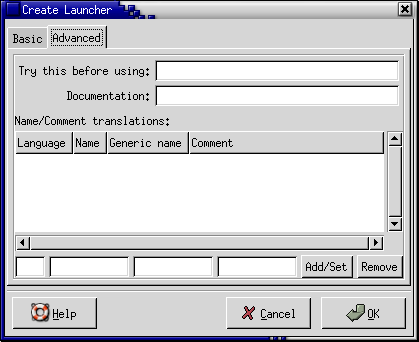 Create Launcher
Basic Advanced
Try this before using:
Documentation:
Name/Comment translations:
Language Name Generic name Comment
Add/Set Remove
Help Cancel OK